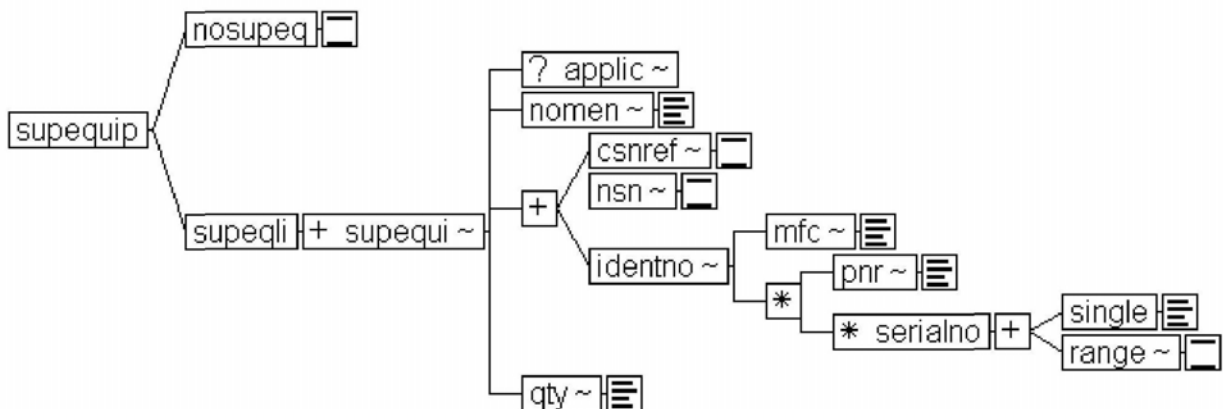 nosupeq
? applic ~
nomen ~
supequip
csnref ~
nsn ~
+
supeqli + supequi ~
mfc ~
identno ~
pnr ~
*
single
* serialno +
range ~
qty ~